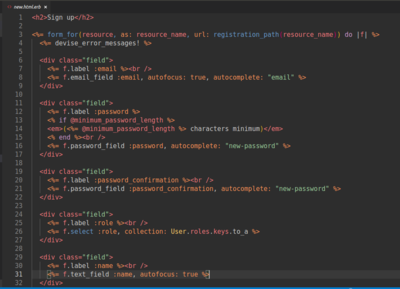 new.html.erb
1 <h2>Sign up</h2>
2
3 <%= form_for(resource, as: resource_name, url: registration_path(resource_name)) do |f| %>
4 <%= devise_error_messages! %>
5
6 <div class="field">
7 <%= f.label :email %><br />
8 <%= f.email_field :email, autofocus: true, autocomplete: "email" %>
9 </div>
10
11 <div class="field">
12 <%= f.label :password %>
13 <% if @minimum_password_length %>
14 <em>(<%= @minimum_password_length %> characters minimum)</em>
15 <% end %><br />
16 <%= f.password_field :password, autocomplete: "new-password" %>
17 </div>
18
19 <div class="field">
20 <%= f.label :password_confirmation %><br />
21 <%= f.password_field :password_confirmation, autocomplete: "new-password" %>
22 </div>
23
24 <div class="field">
25 <%= f.label :role %><br />
26 <%= f.select :role, collection: User.roles.keys.to_a %>
27 </div>
28
29 <div class="field">
30 <%= f.label :name %><br />
31 <%= f.text_field :name, autofocus: true %>
32 </div>